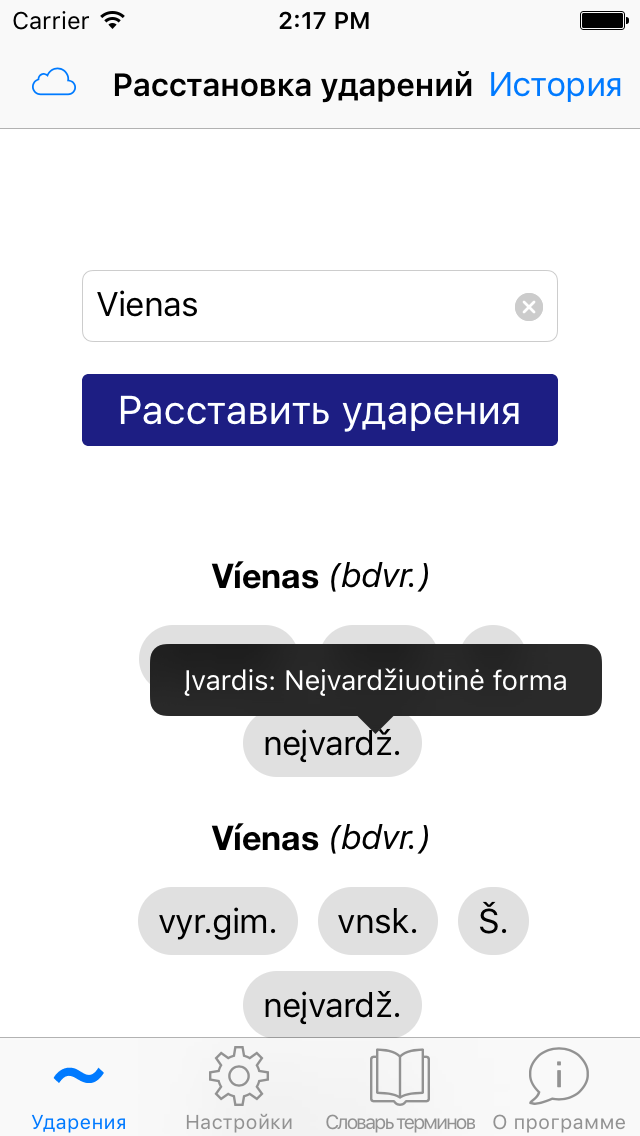 Carrier 2:17 PM
Расстановка ударений История
Vienas
Расставить ударения
Víenas (bdvr.)
Įvardis: Neįvardžiuotinė forma
neįvardž.
Víenas (bdvr.)
vyr.gim. vnsk. Š.
neįvardž.
Ударения Настройки Словарь терминов О программе